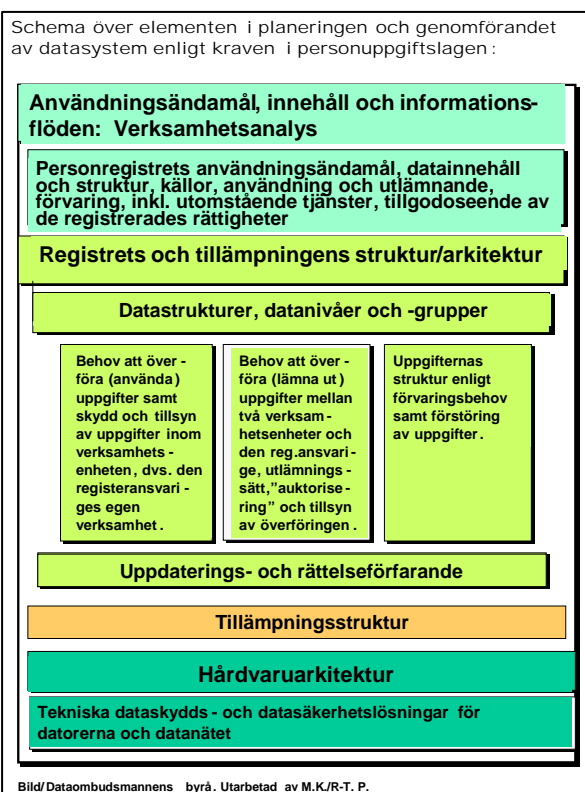 Schema över elementen i planeringen och genomförandet
av datasystem enligt kraven i personuppgiftslagen :
Användningsändamål, innehåll och informations-
flöden: Verksamhetsanalys
Personregistrets användningsändamål, datainnehåll
och struktur, källor, användning och utlämnande,
förvaring, inkl. utomstående tjänster, tillgodoseende av
de registrerades rättigheter
Registrets och tillämpningens struktur/arkitektur
Datastrukturer, datanivåer och -grupper
Behov att över -
föra (använda )
uppgifter samt
skydd och tillsyn
av uppgifter inom
verksamhets -
enheten , dvs. den
registeransvari -
ges egen
verksamhet .
Behov att över -
föra (lämna ut )
uppgifter mellan
två verksam -
hetsenheter och
den reg.ansvari -
ge, utlämnings -
sätt,"auktorise -
ring" och tillsyn
av överföringen .
Uppgifternas
struktur enligt
förvaringsbehov
samt förstöring
av uppgifter .
Uppdaterings- och rättelseförfarande
Tillämpningsstruktur
Hårdvaruarkitektur
Tekniska dataskydds - och datasäkerhetslösningar för
datorerna och datanätet
Bild/Dataombudsmannens byrå . Utarbetad av M.K./R-T. P.